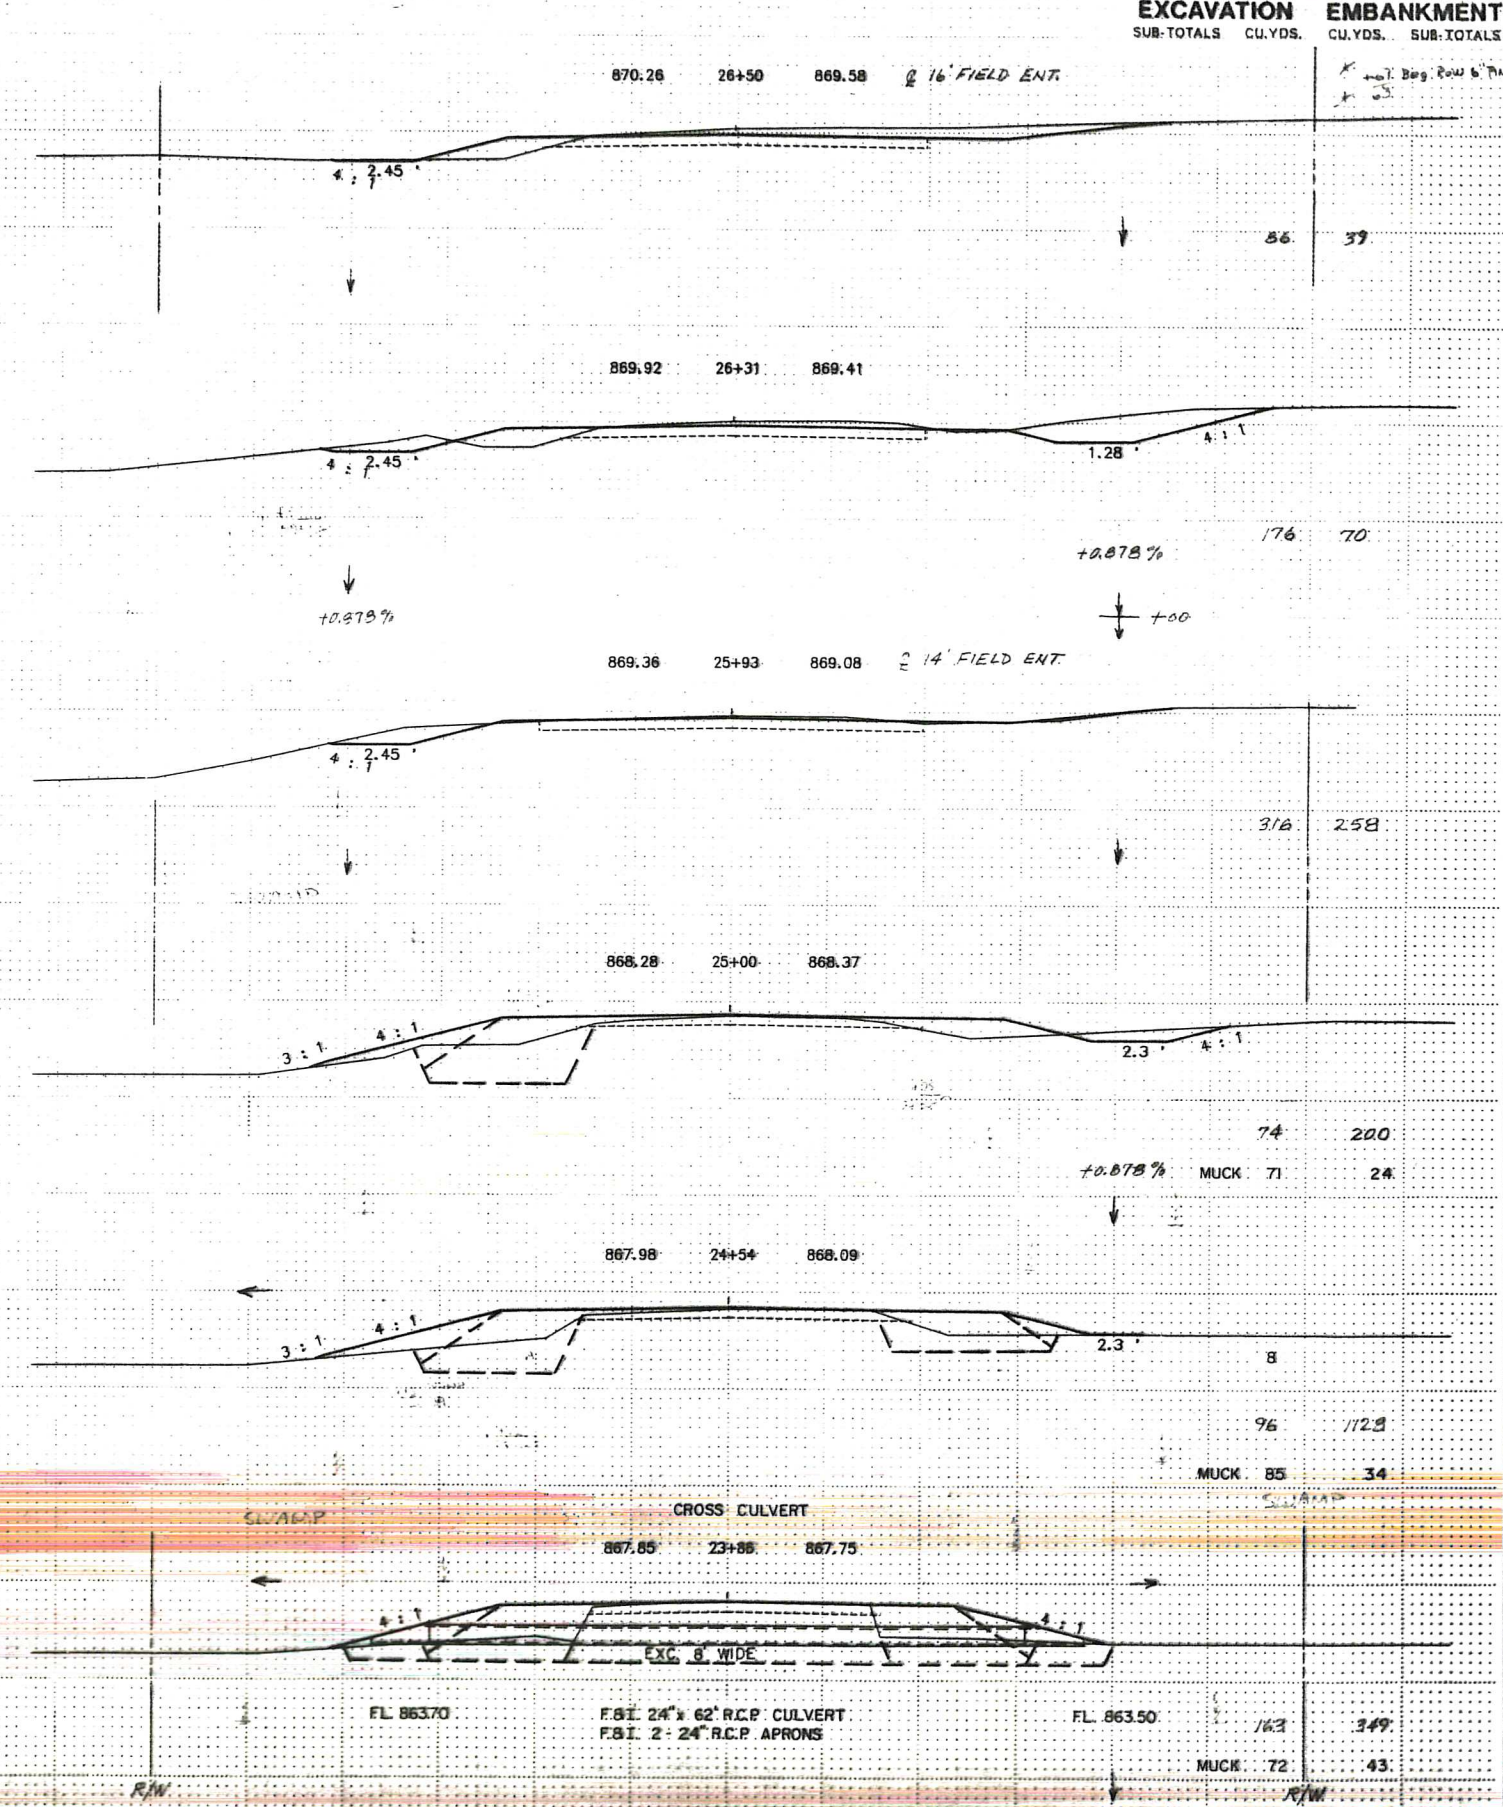 EXCAVATION EMBANKMENT
SUB-TOTALS CU.YDS. CU.YDS. SUB-TOTALS
870.26 26+50 869.58 ℄ 16' FIELD ENT.
4 : 1 2.45'
86 39
869.92 26+31 869.41
4 : 1 2.45' 1.28' 4 : 1
176 70
+0.878%
+0.878% +00
869.36 25+93 869.08 ℄ 14' FIELD ENT.
4 : 1 2.45'
316 258
868.28 25+00 868.37
3 : 1 4 : 1 2.3' 4 : 1
74 200
+0.878% MUCK 71 24
867.98 24+54 868.09
3 : 1 4 : 1 2.3'
8
96
MUCK 85 34
SWAMP SWAMP
CROSS CULVERT
867.85 23+86 867.75
4 : 1 4 : 1
EXC. 8' WIDE
FL. 863.70 F.&I. 24" x 62' R.C.P. CULVERT FL. 863.50
F.&I. 2 - 24" R.C.P. APRONS
163 349
MUCK 72 43
R/W R/W